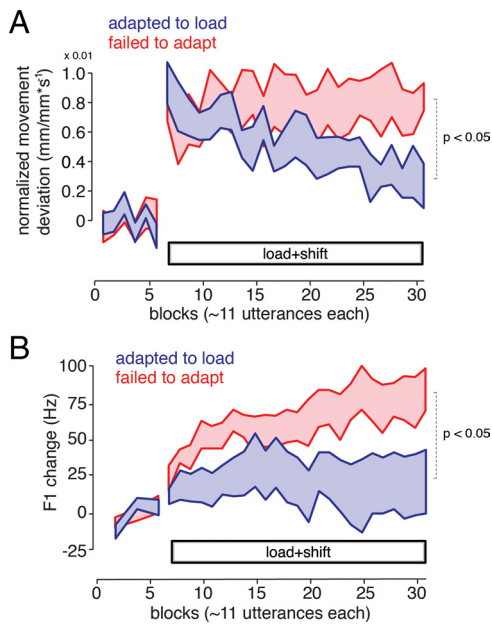 A
adapted to load
failed to adapt
x 0.01
normalized movement
deviation (mm/mm*s¹)
1.0
0.8
0.6
0.4
0.2
0
p < 0.05
load+shift
0 5 10 15 20 25 30
blocks (~11 utterances each)
B
adapted to load
failed to adapt
F1 change (Hz)
100
75
50
25
0
-25
p < 0.05
load+shift
0 5 10 15 20 25 30
blocks (~11 utterances each)